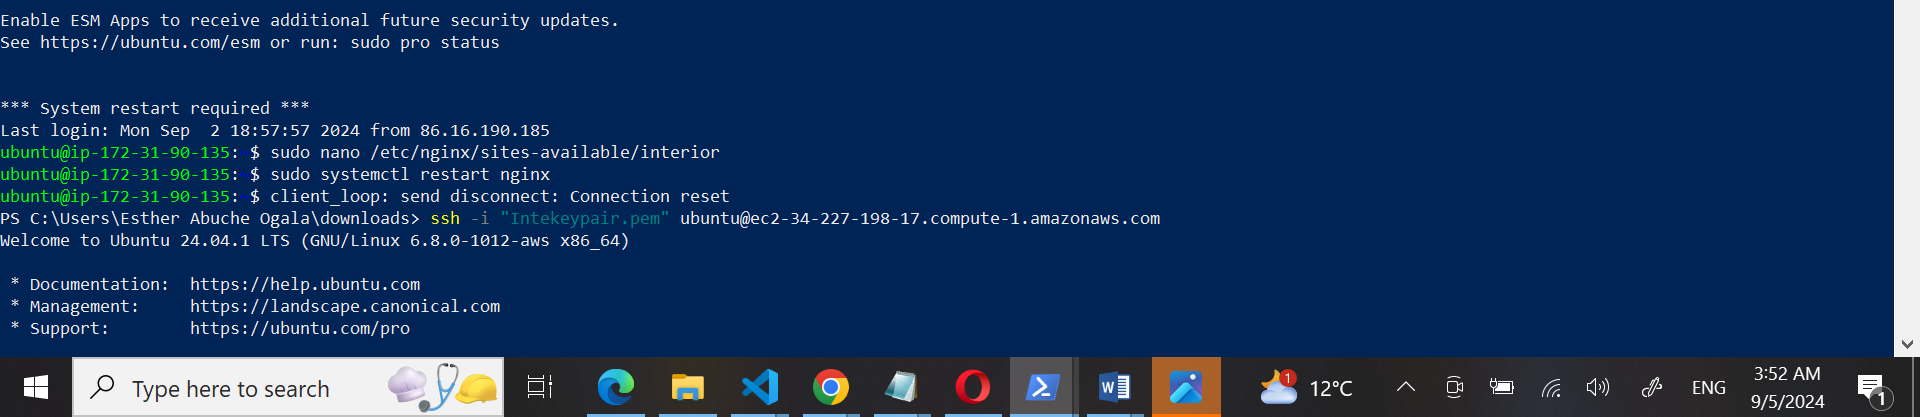 Enable ESM Apps to receive additional future security updates.
See https://ubuntu.com/esm or run: sudo pro status
*** System restart required ***
Last login: Mon Sep  2 18:57:57 2024 from 86.16.190.185
ubuntu@ip-172-31-90-135:~$ sudo nano /etc/nginx/sites-available/interior
ubuntu@ip-172-31-90-135:~$ sudo systemctl restart nginx
ubuntu@ip-172-31-90-135:~$ client_loop: send disconnect: Connection reset
PS C:\Users\Esther Abuche Ogala\downloads> ssh -i "Intekeypair.pem" ubuntu@ec2-34-227-198-17.compute-1.amazonaws.com
Welcome to Ubuntu 24.04.1 LTS (GNU/Linux 6.8.0-1012-aws x86_64)
 * Documentation:  https://help.ubuntu.com
 * Management:     https://landscape.canonical.com
 * Support:        https://ubuntu.com/pro
Type here to search
1
12°C
ENG
3:52 AM
9/5/2024
1